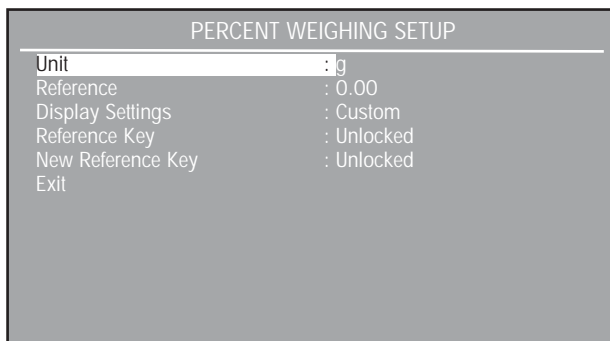 PERCENT WEIGHING SETUP
Unit : g
Reference : 0.00
Display Settings : Custom
Reference Key : Unlocked
New Reference Key : Unlocked
Exit